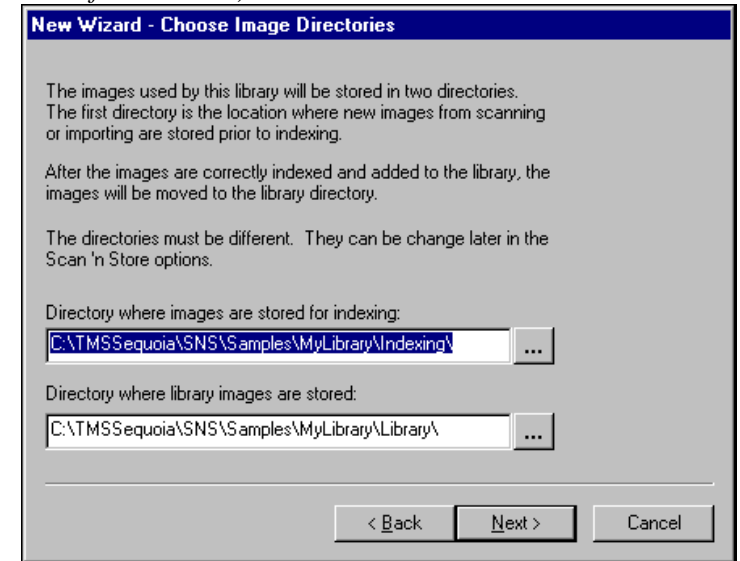 New Wizard - Choose Image Directories
The images used by this library will be stored in two directories.
The first directory is the location where new images from scanning
or importing are stored prior to indexing.
After the images are correctly indexed and added to the library, the
images will be moved to the library directory.
The directories must be different. They can be change later in the
Scan 'n Store options.
Directory where images are stored for indexing:
C:\TMSSequoia\SNS\Samples\MyLibrary\Indexing\
...
Directory where library images are stored:
C:\TMSSequoia\SNS\Samples\MyLibrary\Library\
...
< Back Next > Cancel